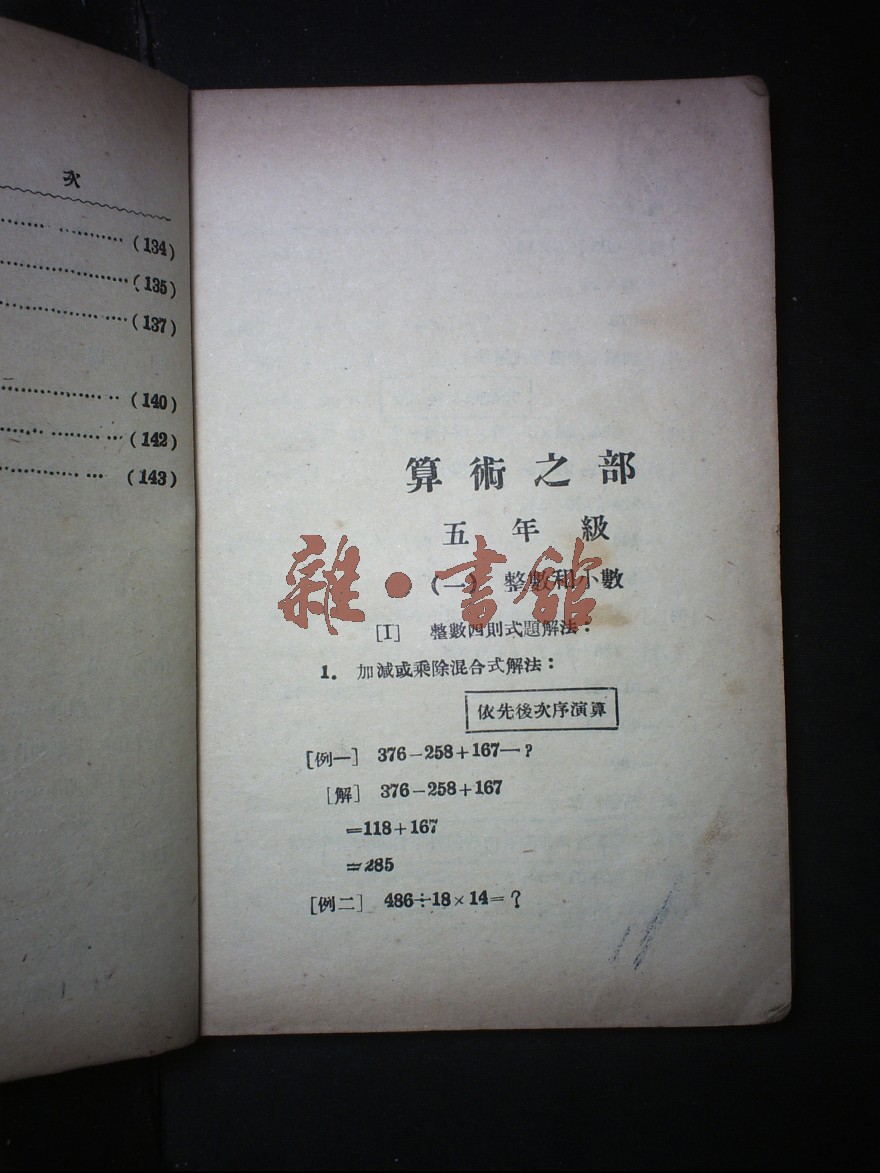 次
(134)
(135)
(137)
(140)
(142)
(143)
算術之部
五年級
(一) 整數和小數
[I] 整數四則式題解法：
1. 加減或乘除混合式解法：
依先後次序演算
[例一] 376－258＋167—?
[解] 376－258＋167
=118＋167
=285
[例二] 486÷18×14=?
雜·書館